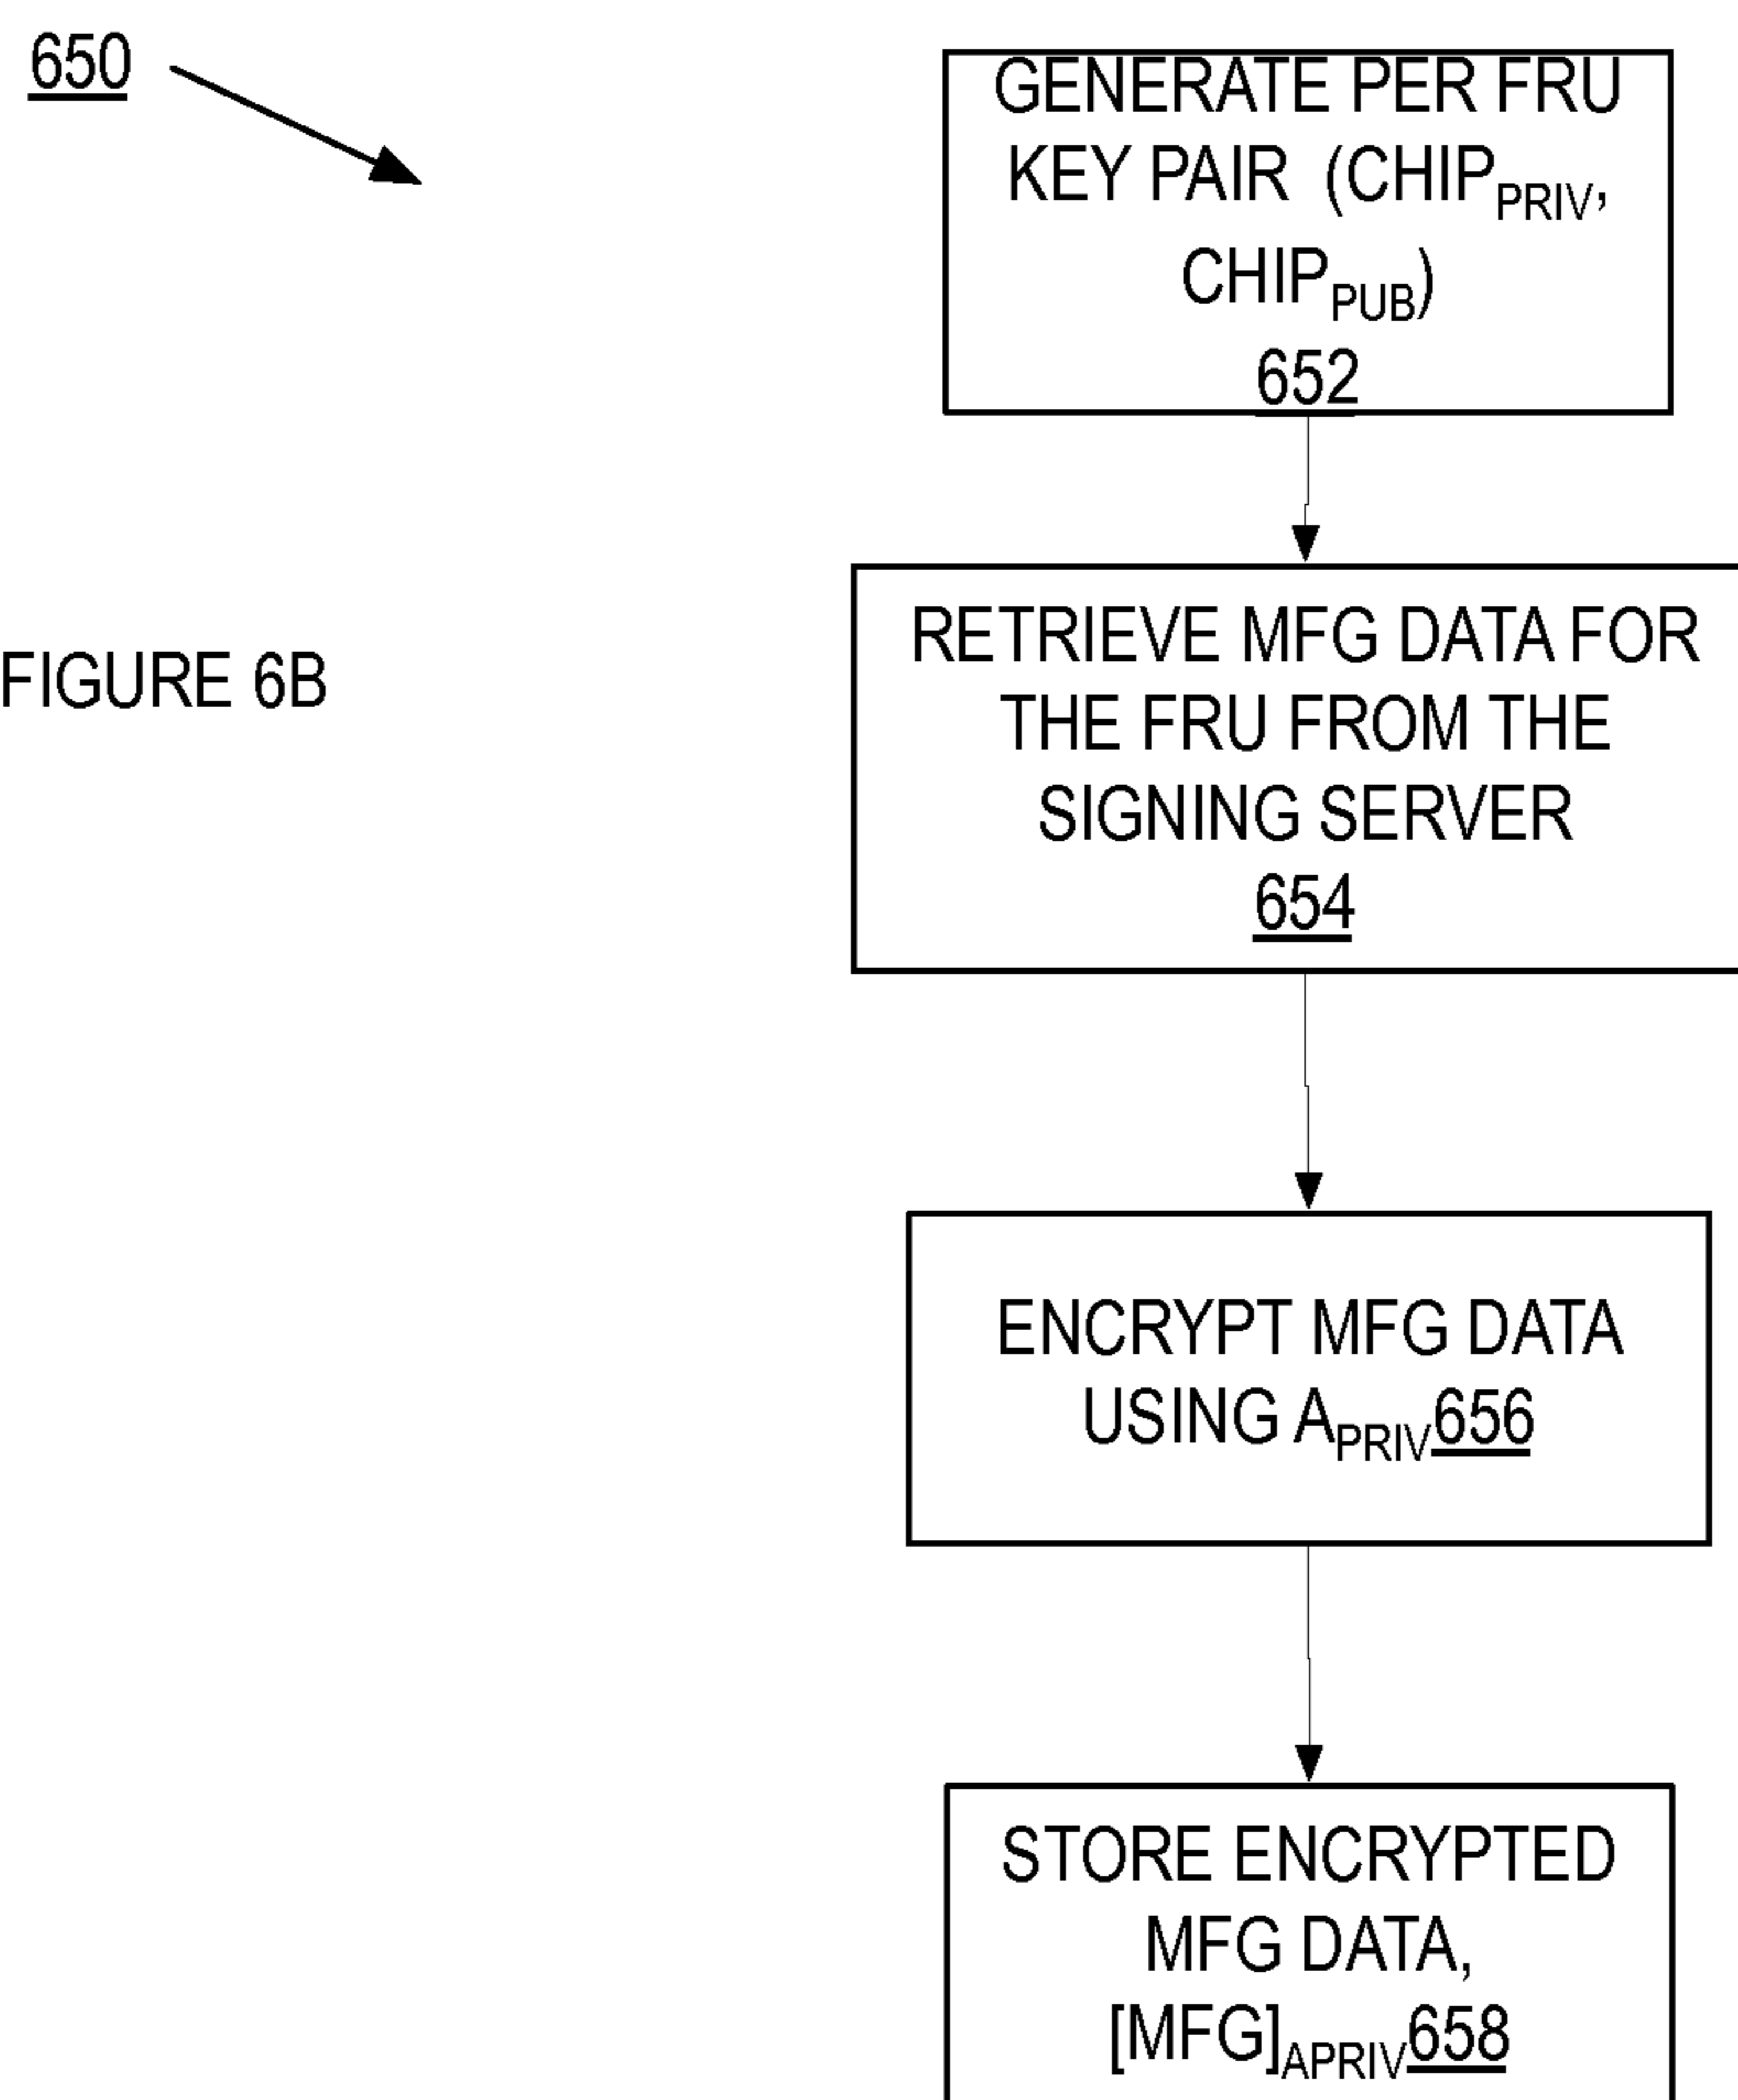 650
GENERATE PER FRU
KEY PAIR (CHIPPRIV,
CHIPPUB)
652
RETRIEVE MFG DATA FOR
THE FRU FROM THE
SIGNING SERVER
654
FIGURE 6B
ENCRYPT MFG DATA
USING APRIV656
STORE ENCRYPTED
MFG DATA,
[MFG]APRIV658